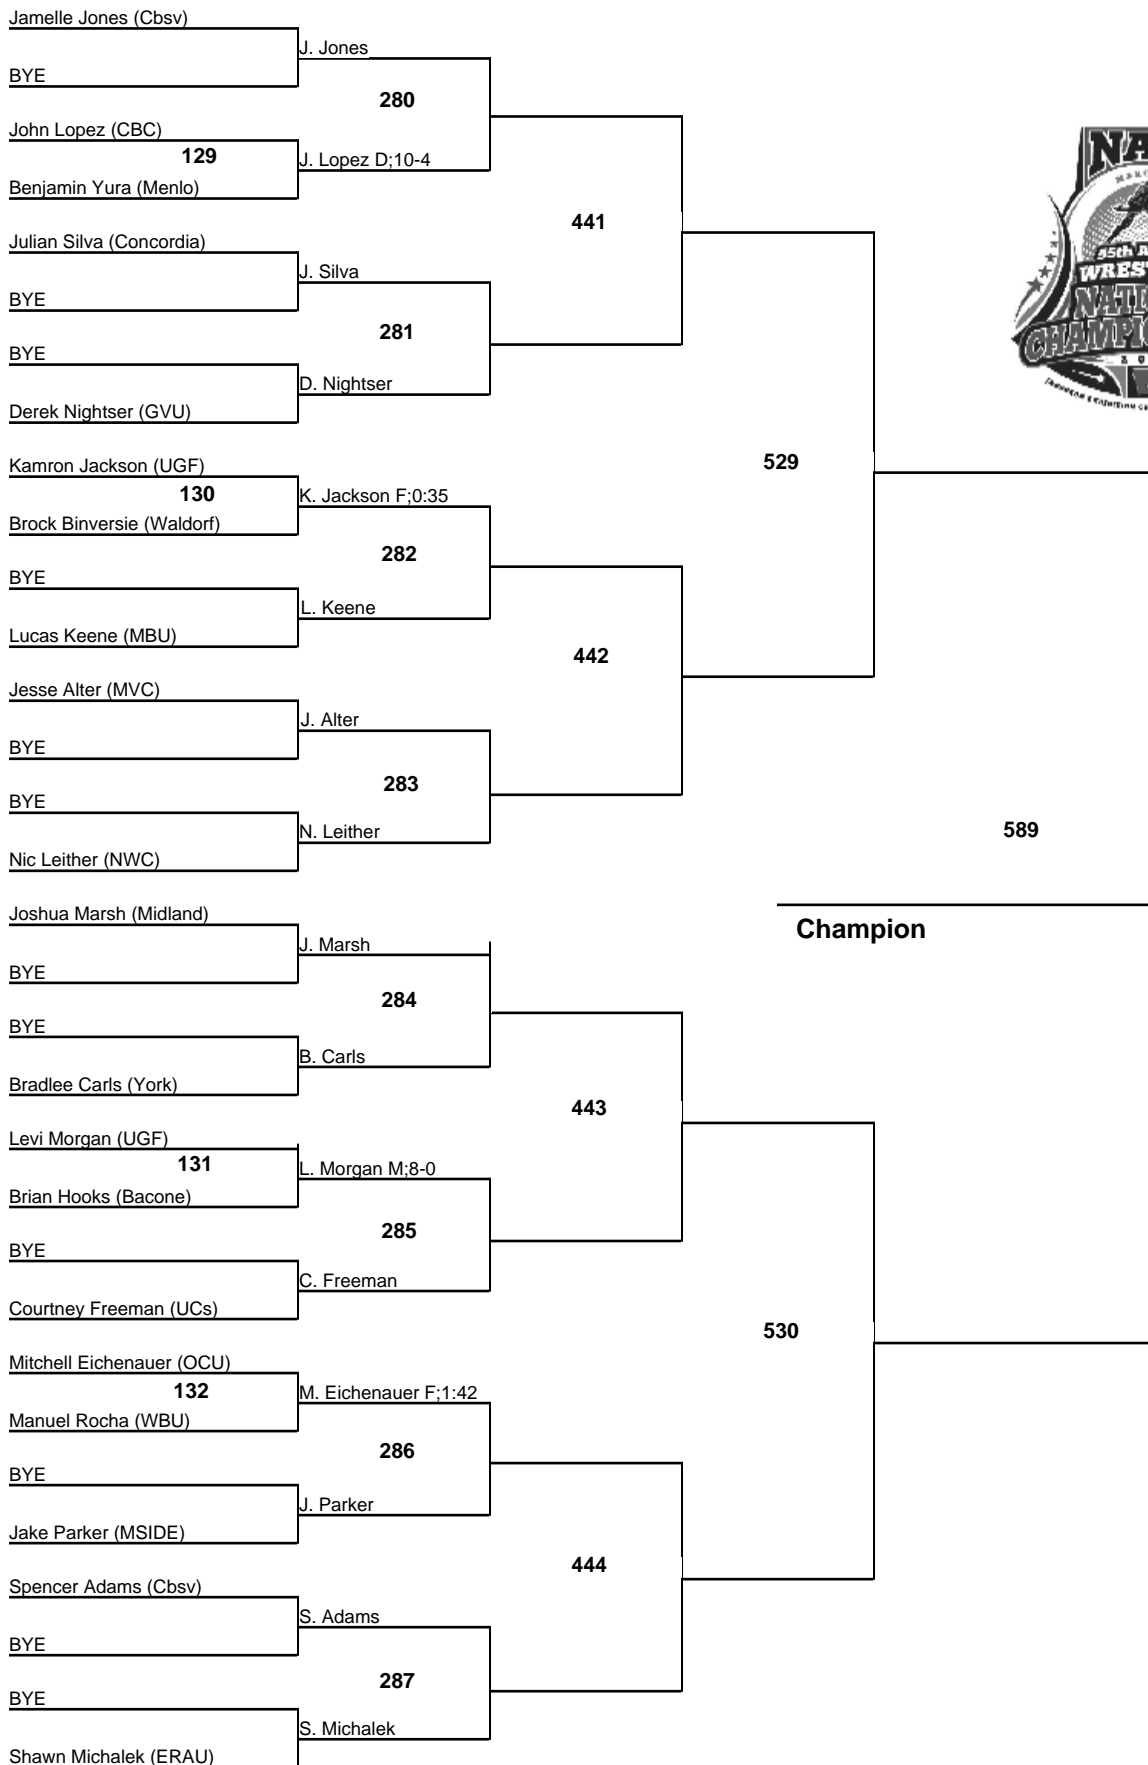 Jamelle Jones (Cbsv)
J. Jones
BYE
280
John Lopez (CBC)
129
J. Lopez D;10-4
Benjamin Yura (Menlo)
441
Julian Silva (Concordia)
J. Silva
BYE
281
BYE
D. Nightser
Derek Nightser (GVU)
529
Kamron Jackson (UGF)
130
K. Jackson F;0:35
Brock Binversie (Waldorf)
282
BYE
L. Keene
Lucas Keene (MBU)
442
Jesse Alter (MVC)
J. Alter
BYE
283
BYE
N. Leither
Nic Leither (NWC)
589
Champion
Joshua Marsh (Midland)
J. Marsh
BYE
284
BYE
B. Carls
Bradlee Carls (York)
443
Levi Morgan (UGF)
131
L. Morgan M;8-0
Brian Hooks (Bacone)
285
BYE
C. Freeman
Courtney Freeman (UCs)
530
Mitchell Eichenauer (OCU)
132
M. Eichenauer F;1:42
Manuel Rocha (WBU)
286
BYE
J. Parker
Jake Parker (MSIDE)
444
Spencer Adams (Cbsv)
S. Adams
BYE
287
BYE
S. Michalek
Shawn Michalek (ERAU)
NA
55th A
WREST
NATI
CHAMPIO
20